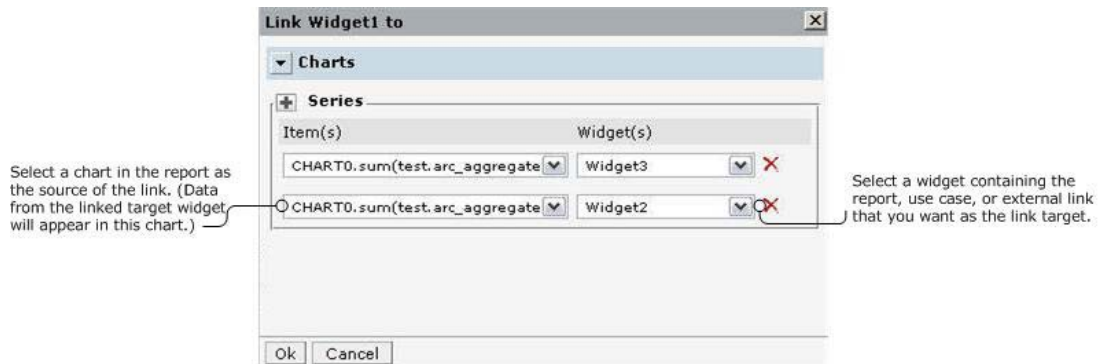 Link Widget1 to
Charts
Series
Item(s) Widget(s)
CHART0.sum(test.arc_aggregate Widget3
CHART0.sum(test.arc_aggregate Widget2
Select a chart in the report as
the source of the link. (Data
from the linked target widget
will appear in this chart.)
Select a widget containing the
report, use case, or external link
that you want as the link target.
Ok Cancel